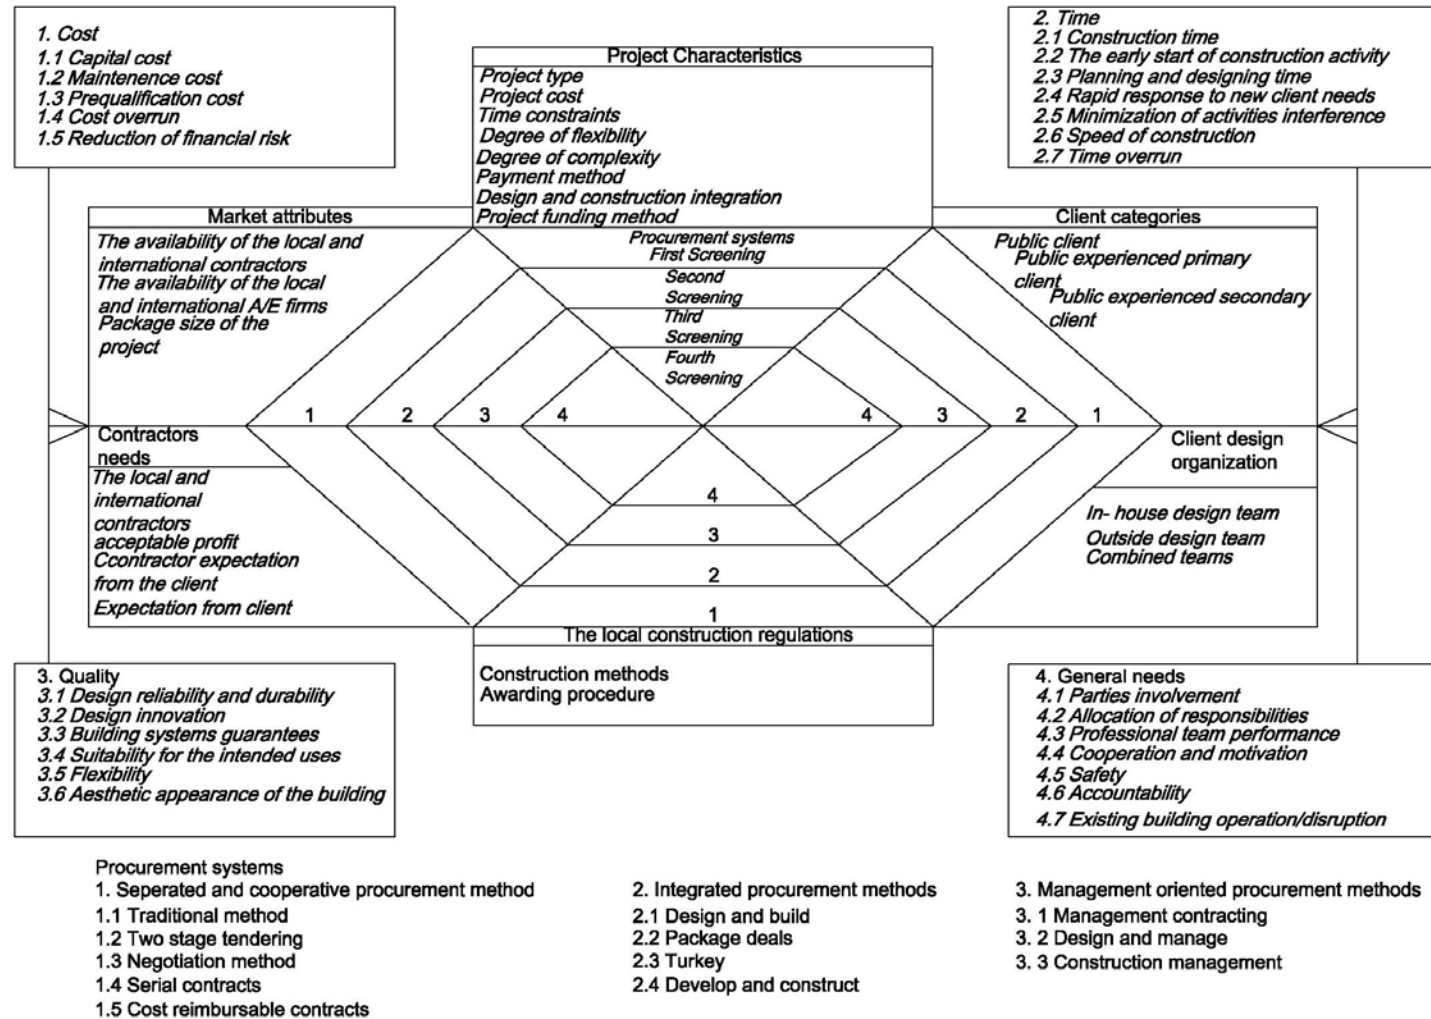 1. Cost
1.1 Capital cost
1.2 Maintenence cost
1.3 Prequalification cost
1.4 Cost overrun
1.5 Reduction of financial risk
Project Characteristics
Project type
Project cost
Time constraints
Degree of flexibility
Degree of complexity
Payment method
Design and construction integration
Project funding method
2. Time
2.1 Construction time
2.2 The early start of construction activity
2.3 Planning and designing time
2.4 Rapid response to new client needs
2.5 Minimization of activities interference
2.6 Speed of construction
2.7 Time overrun
Market attributes
The availability of the local and
international contractors
The availability of the local
and international A/E firms
Package size of the
project
Procurement systems
First Screening
Second
Screening
Third
Screening
Fourth
Screening
Client categories
Public client
Public experienced primary
client
Public experienced secondary
client
1 2 3 4 4 3 2 1
Contractors
needs
The local and
international
contractors
acceptable profit
Ccontractor expectation
from the client
Expectation from client
4
3
2
1
Client design
organization
In- house design team
Outside design team
Combined teams
The local construction regulations
Construction methods
Awarding procedure
3. Quality
3.1 Design reliability and durability
3.2 Design innovation
3.3 Building systems guarantees
3.4 Suitability for the intended uses
3.5 Flexibility
3.6 Aesthetic appearance of the building
4. General needs
4.1 Parties involvement
4.2 Allocation of responsibilities
4.3 Professional team performance
4.4 Cooperation and motivation
4.5 Safety
4.6 Accountability
4.7 Existing building operation/disruption
Procurement systems
1. Seperated and cooperative procurement method
1.1 Traditional method
1.2 Two stage tendering
1.3 Negotiation method
1.4 Serial contracts
1.5 Cost reimbursable contracts
2. Integrated procurement methods
2.1 Design and build
2.2 Package deals
2.3 Turkey
2.4 Develop and construct
3. Management oriented procurement methods
3. 1 Management contracting
3. 2 Design and manage
3. 3 Construction management